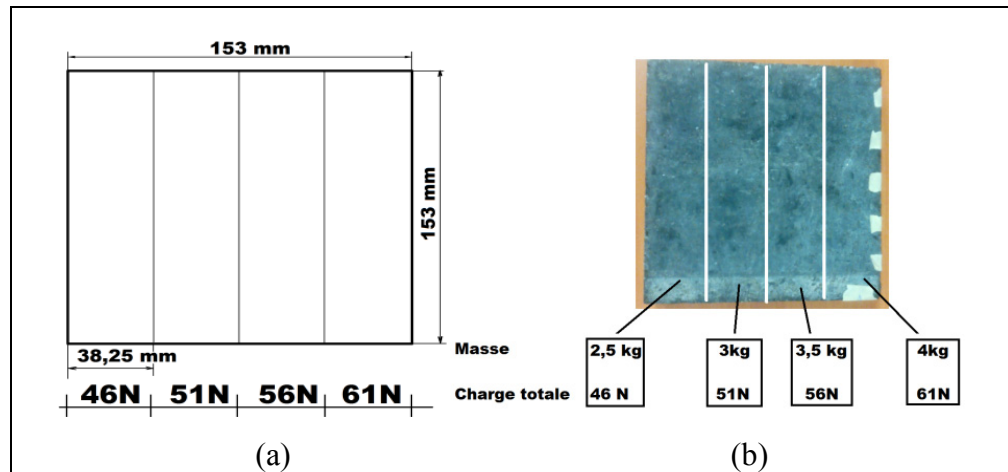 153 mm
153 mm
38,25 mm
46N 51N 56N 61N
(a)
Masse 2,5 kg 3kg 3,5 kg 4kg
Charge totale 46 N 51N 56N 61N
(b)